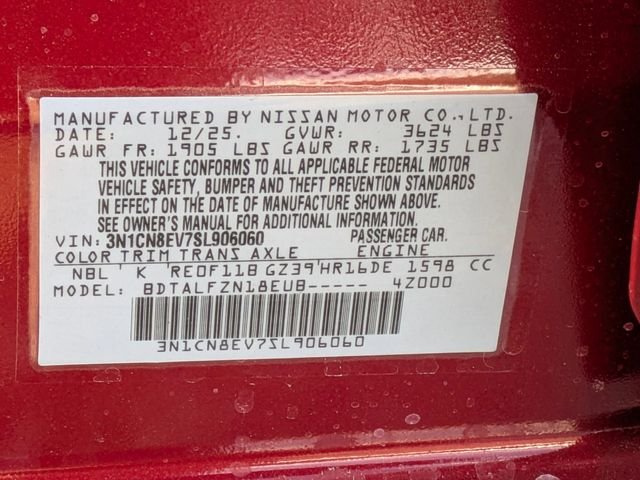 MANUFACTURED BY NISSAN MOTOR CO.,LTD.
DATE: 12/25. GVWR: 3624 LBS
GAWR FR: 1905 LBS GAWR RR: 1735 LBS
THIS VEHICLE CONFORMS TO ALL APPLICABLE FEDERAL MOTOR
VEHICLE SAFETY, BUMPER AND THEFT PREVENTION STANDARDS
IN EFFECT ON THE DATE OF MANUFACTURE SHOWN ABOVE.
SEE OWNER'S MANUAL FOR ADDITIONAL INFORMATION.
VIN: 3N1CN8EV7SL906060 PASSENGER CAR.
COLOR TRIM TRANS AXLE ENGINE
NBL ' K 'RE0F11B GZ39'HR16DE 1598 CC
MODEL: BDTALFZN18EUB----- 4Z000
3N1CN8EV7SL906060